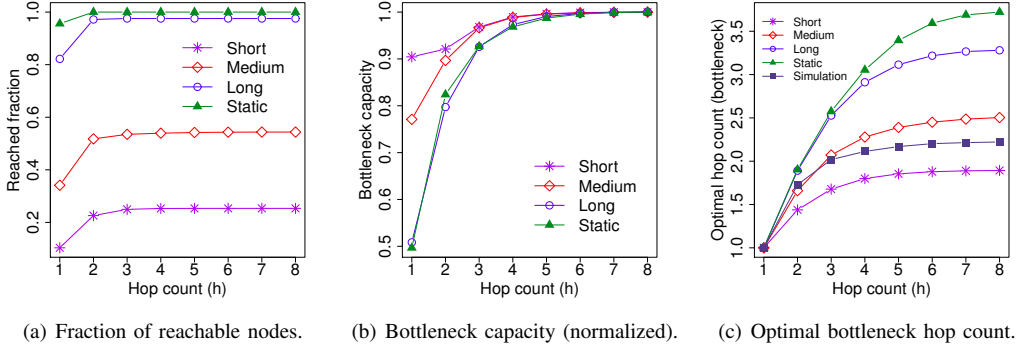 Reached fraction
0.2
0.4
0.6
0.8
1.0
Short
Medium
Long
Static
1 2 3 4 5 6 7 8
Hop count (h)
(a) Fraction of reachable nodes.
Bottleneck capacity
0.5
0.6
0.7
0.8
0.9
1.0
Short
Medium
Long
Static
1 2 3 4 5 6 7 8
Hop count (h)
(b) Bottleneck capacity (normalized).
Optimal hop count (bottleneck)
1.0
1.5
2.0
2.5
3.0
3.5
Short
Medium
Long
Static
Simulation
1 2 3 4 5 6 7 8
Hop count (h)
(c) Optimal bottleneck hop count.